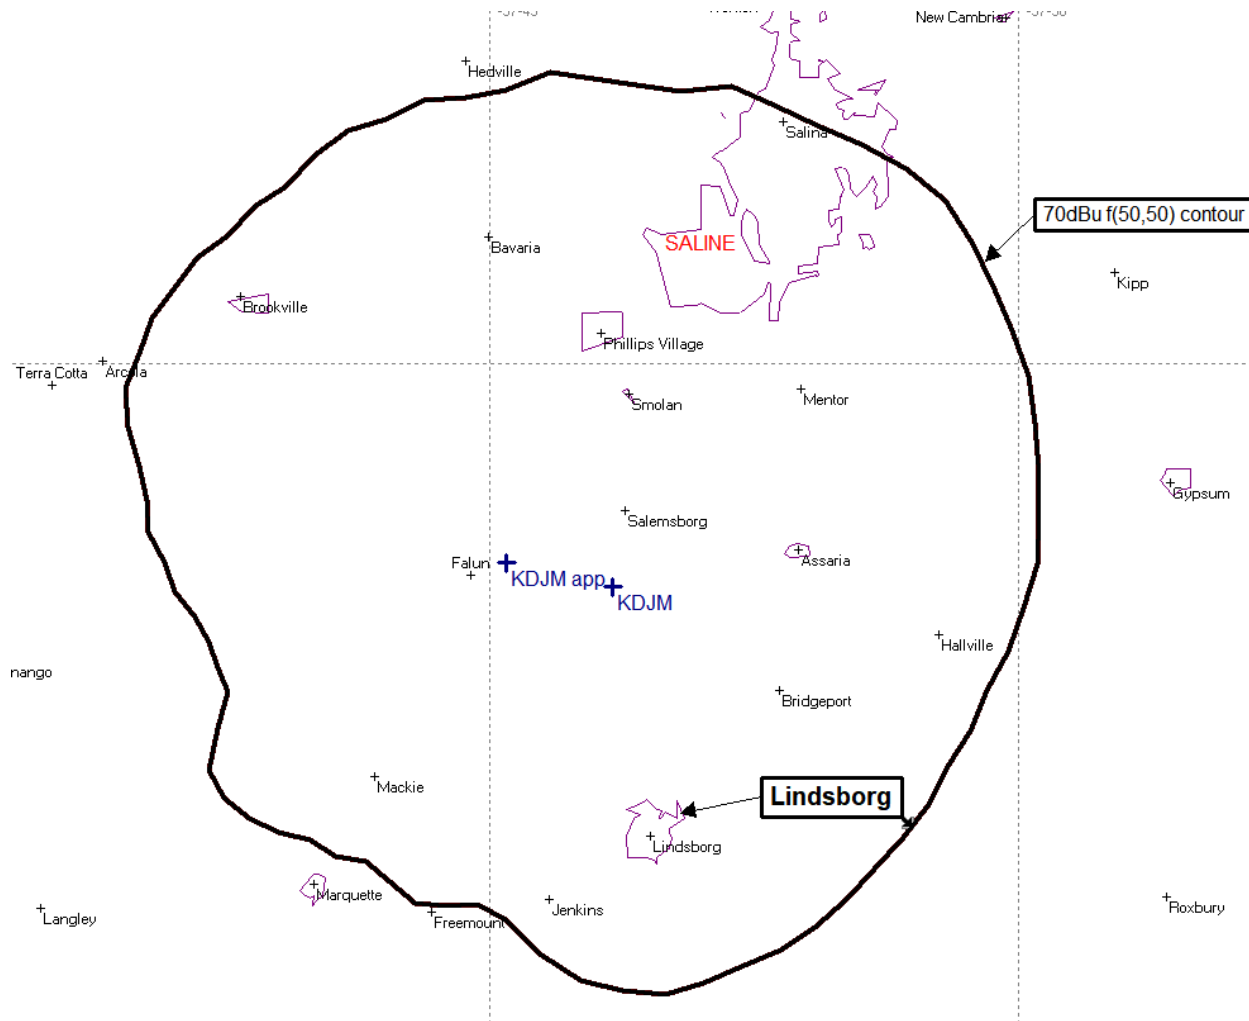 New Cambria
Hedville
Salina
70dBu f(50,50) contour
Bavaria
SALINE
Kipp
Brookville
Phillips Village
Terra Cotta
Arcola
Smolan
Mentor
Gypsum
Salemsborg
Falun
Assaria
KDJM app
KDJM
Hallville
nango
Bridgeport
Mackie
Lindsborg
Lindsborg
Marquette
Jenkins
Roxbury
Langley
Freemount